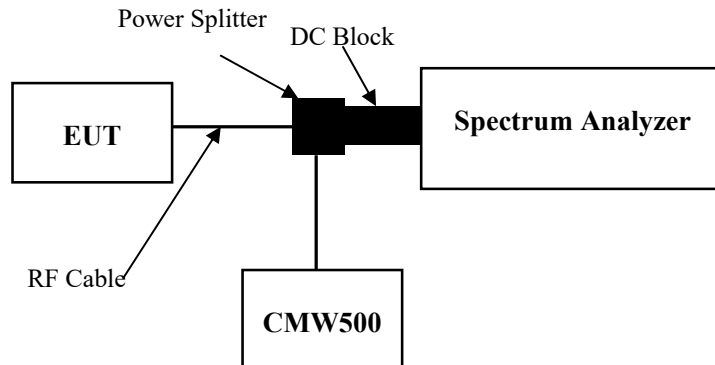 Power Splitter
DC Block
EUT
Spectrum Analyzer
RF Cable
CMW500